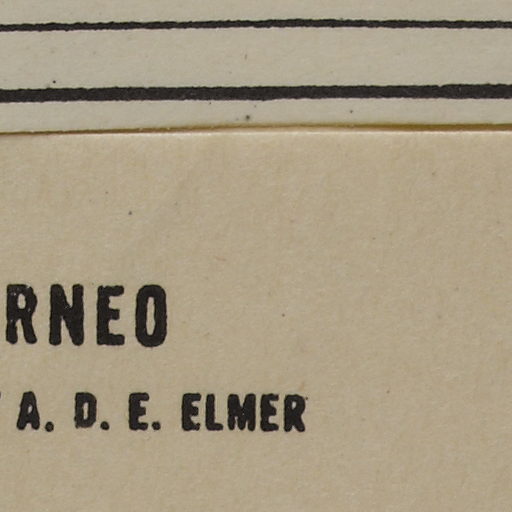 RNEO
A. D. E. ELMER